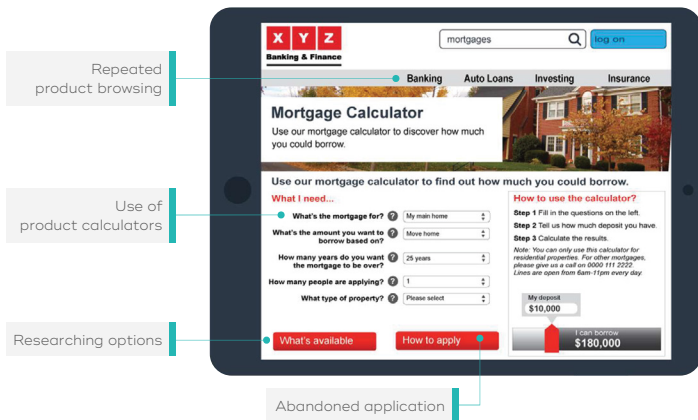 X Y Z
Banking & Finance
mortgages
log on
Banking Auto Loans Investing Insurance
Repeated
product browsing
Mortgage Calculator
Use our mortgage calculator to discover how much
you could borrow.
Use our mortgage calculator to find out how much you could borrow.
What I need...
Use of
product calculators
What's the mortgage for? ? My main home
What's the amount you want to
borrow based on? ? Move home
How many years do you want
the mortgage to be over? ? 25 years
How many people are applying? ? 1
What type of property? ? Please select
How to use the calculator?
Step 1 Fill in the questions on the left.
Step 2 Tell us how much deposit you have.
Step 3 Calculate the results.
Note: You can only use this calculator for
residential properties. For other mortgages,
please give us a call on 0000 111 2222.
Lines are open from 6am-11pm every day.
My deposit
$10,000
I can borrow
$180,000
Researching options
What's available
How to apply
Abandoned application